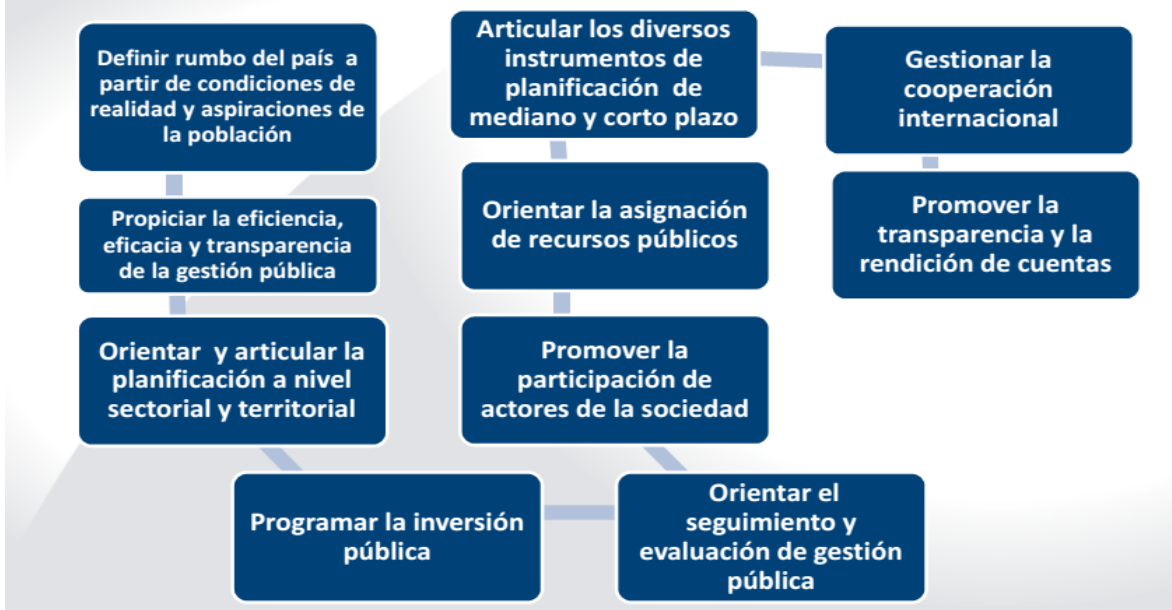 Definir rumbo del país a
partir de condiciones de
realidad y aspiraciones de
la población
Propiciar la eficiencia,
eficacia y transparencia
de la gestión pública
Orientar y articular la
planificación a nivel
sectorial y territorial
Programar la inversión
pública
Orientar el
seguimiento y
evaluación de gestión
pública
Promover la
participación de
actores de la sociedad
Orientar la asignación
de recursos públicos
Articular los diversos
instrumentos de
planificación de
mediano y corto plazo
Gestionar la
cooperación
internacional
Promover la
transparencia y la
rendición de cuentas